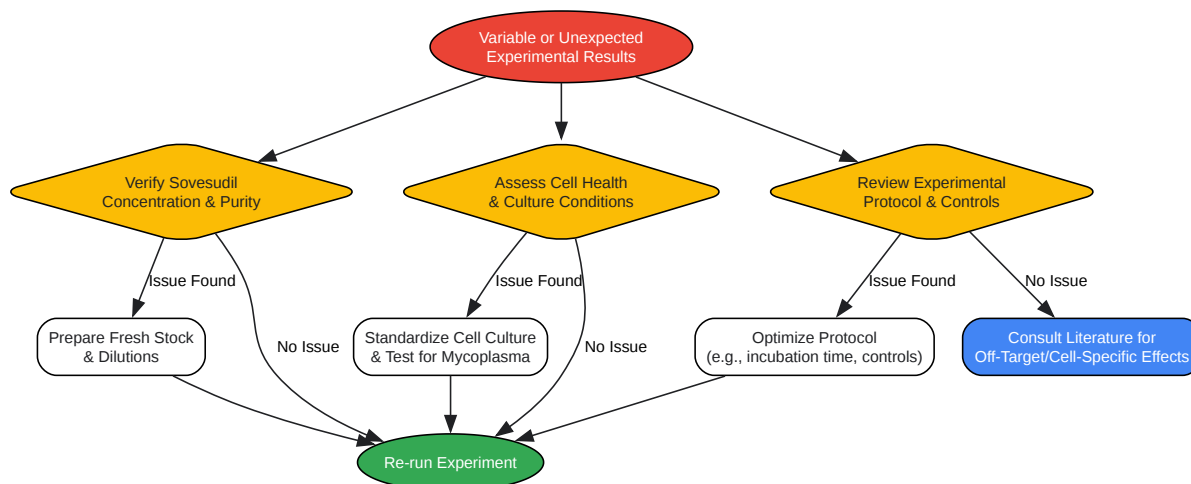 Variable or Unexpected
Experimental Results
Verify Sovesudil
Concentration & Purity
Assess Cell Health
& Culture Conditions
Review Experimental
Protocol & Controls
Issue Found
Issue Found
Issue Found
No Issue
Prepare Fresh Stock
& Dilutions
No Issue
Standardize Cell Culture
& Test for Mycoplasma
No Issue
Optimize Protocol
(e.g., incubation time, controls)
Consult Literature for
Off-Target/Cell-Specific Effects
Re-run Experiment